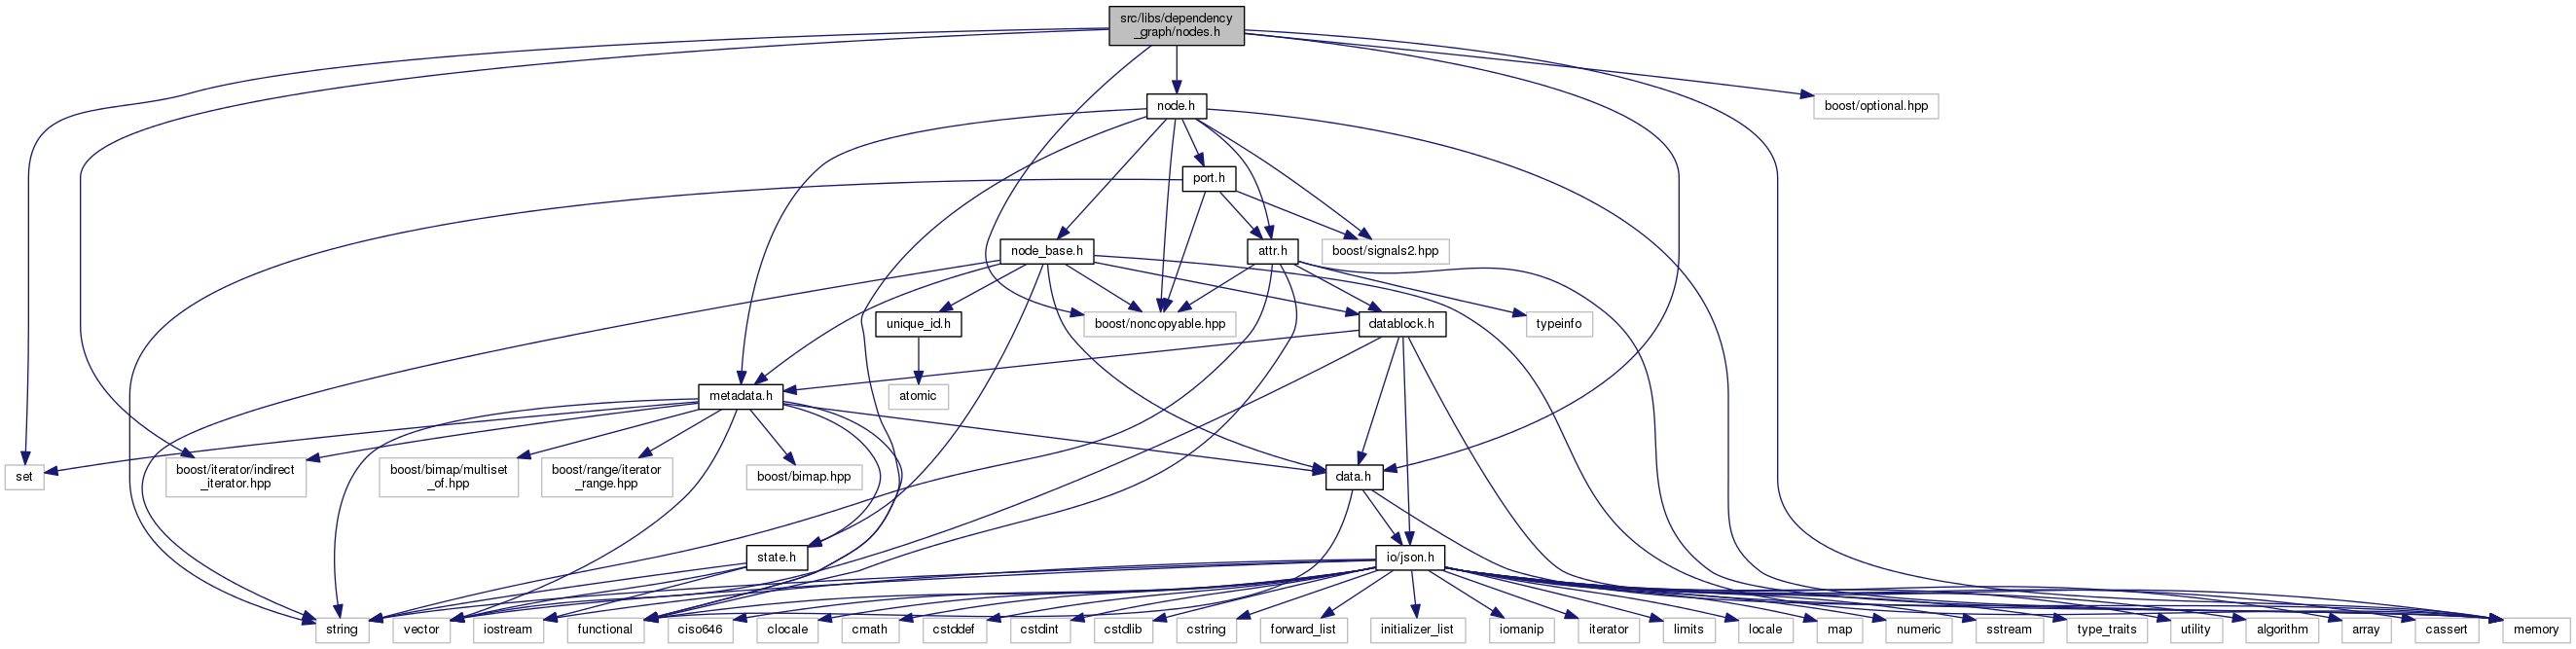 src/libs/dependency
_graph/nodes.h
node.h
boost/optional.hpp
port.h
node_base.h
attr.h
boost/signals2.hpp
unique_id.h
boost/noncopyable.hpp
datablock.h
typeinfo
metadata.h
atomic
set
boost/iterator/indirect
_iterator.hpp
boost/bimap/multiset
_of.hpp
boost/range/iterator
_range.hpp
boost/bimap.hpp
data.h
state.h
io/json.h
string
vector
iostream
functional
ciso646
clocale
cmath
cstddef
cstdint
cstdlib
cstring
forward_list
initializer_list
iomanip
iterator
limits
locale
map
numeric
sstream
type_traits
utility
algorithm
array
cassert
memory